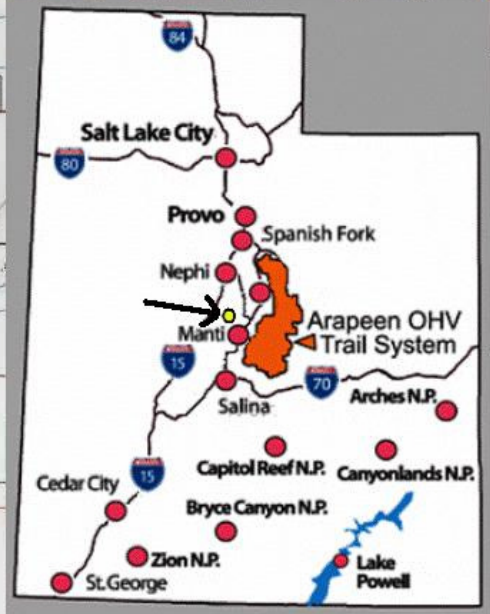 84
Salt Lake City
80
Provo
Spanish Fork
Nephi
Arapeen OHV
Trail System
Manti
15
70
Salina
Arches N.P.
Capitol Reef N.P.
Canyonlands N.P.
15
Cedar City
Bryce Canyon N.P.
Zion N.P.
Lake
Powell
St.George